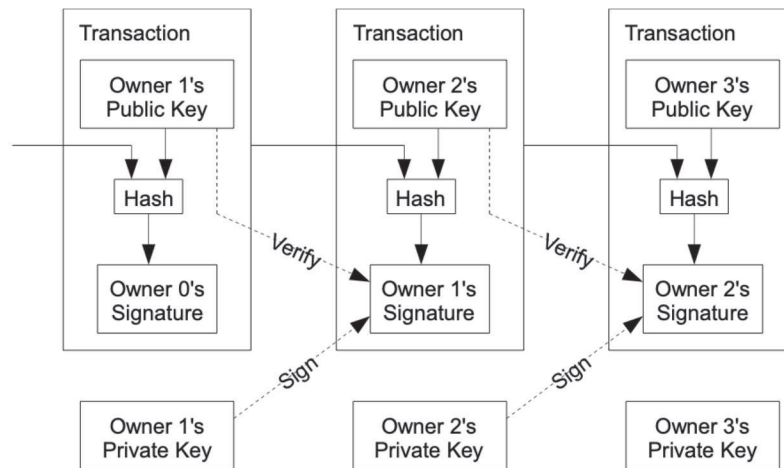 Transaction
Owner 1's
Public Key
Hash
Owner 0's
Signature
Transaction
Owner 2's
Public Key
Hash
Verify
Owner 1's
Signature
Sign
Transaction
Owner 3's
Public Key
Hash
Verify
Owner 2's
Signature
Sign
Owner 1's
Private Key
Owner 2's
Private Key
Owner 3's
Private Key